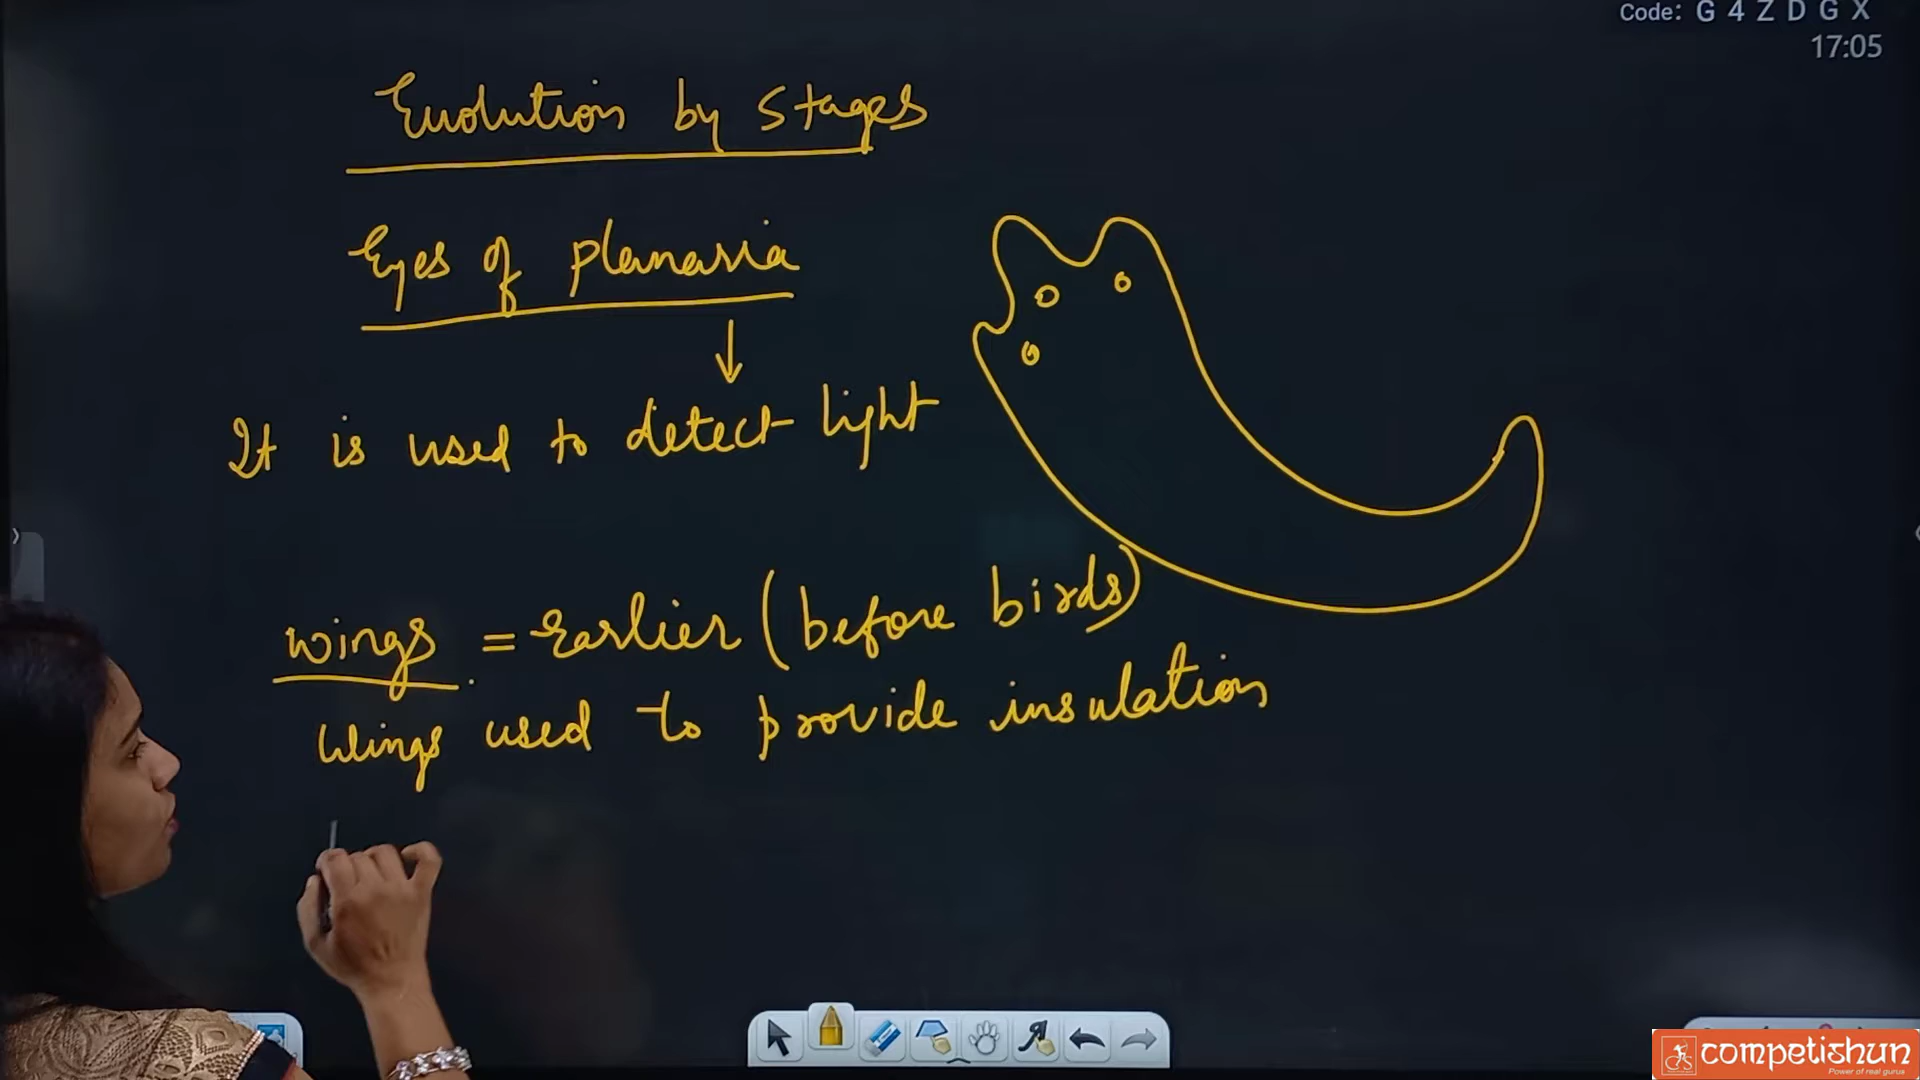 Code: G 4 Z D G X
17:05
Evolution by stages
Eyes of planaria
It is used to detect light
wings = Earlier (before birds)
Wings used to provide insulation
competishun
Power of real gurus